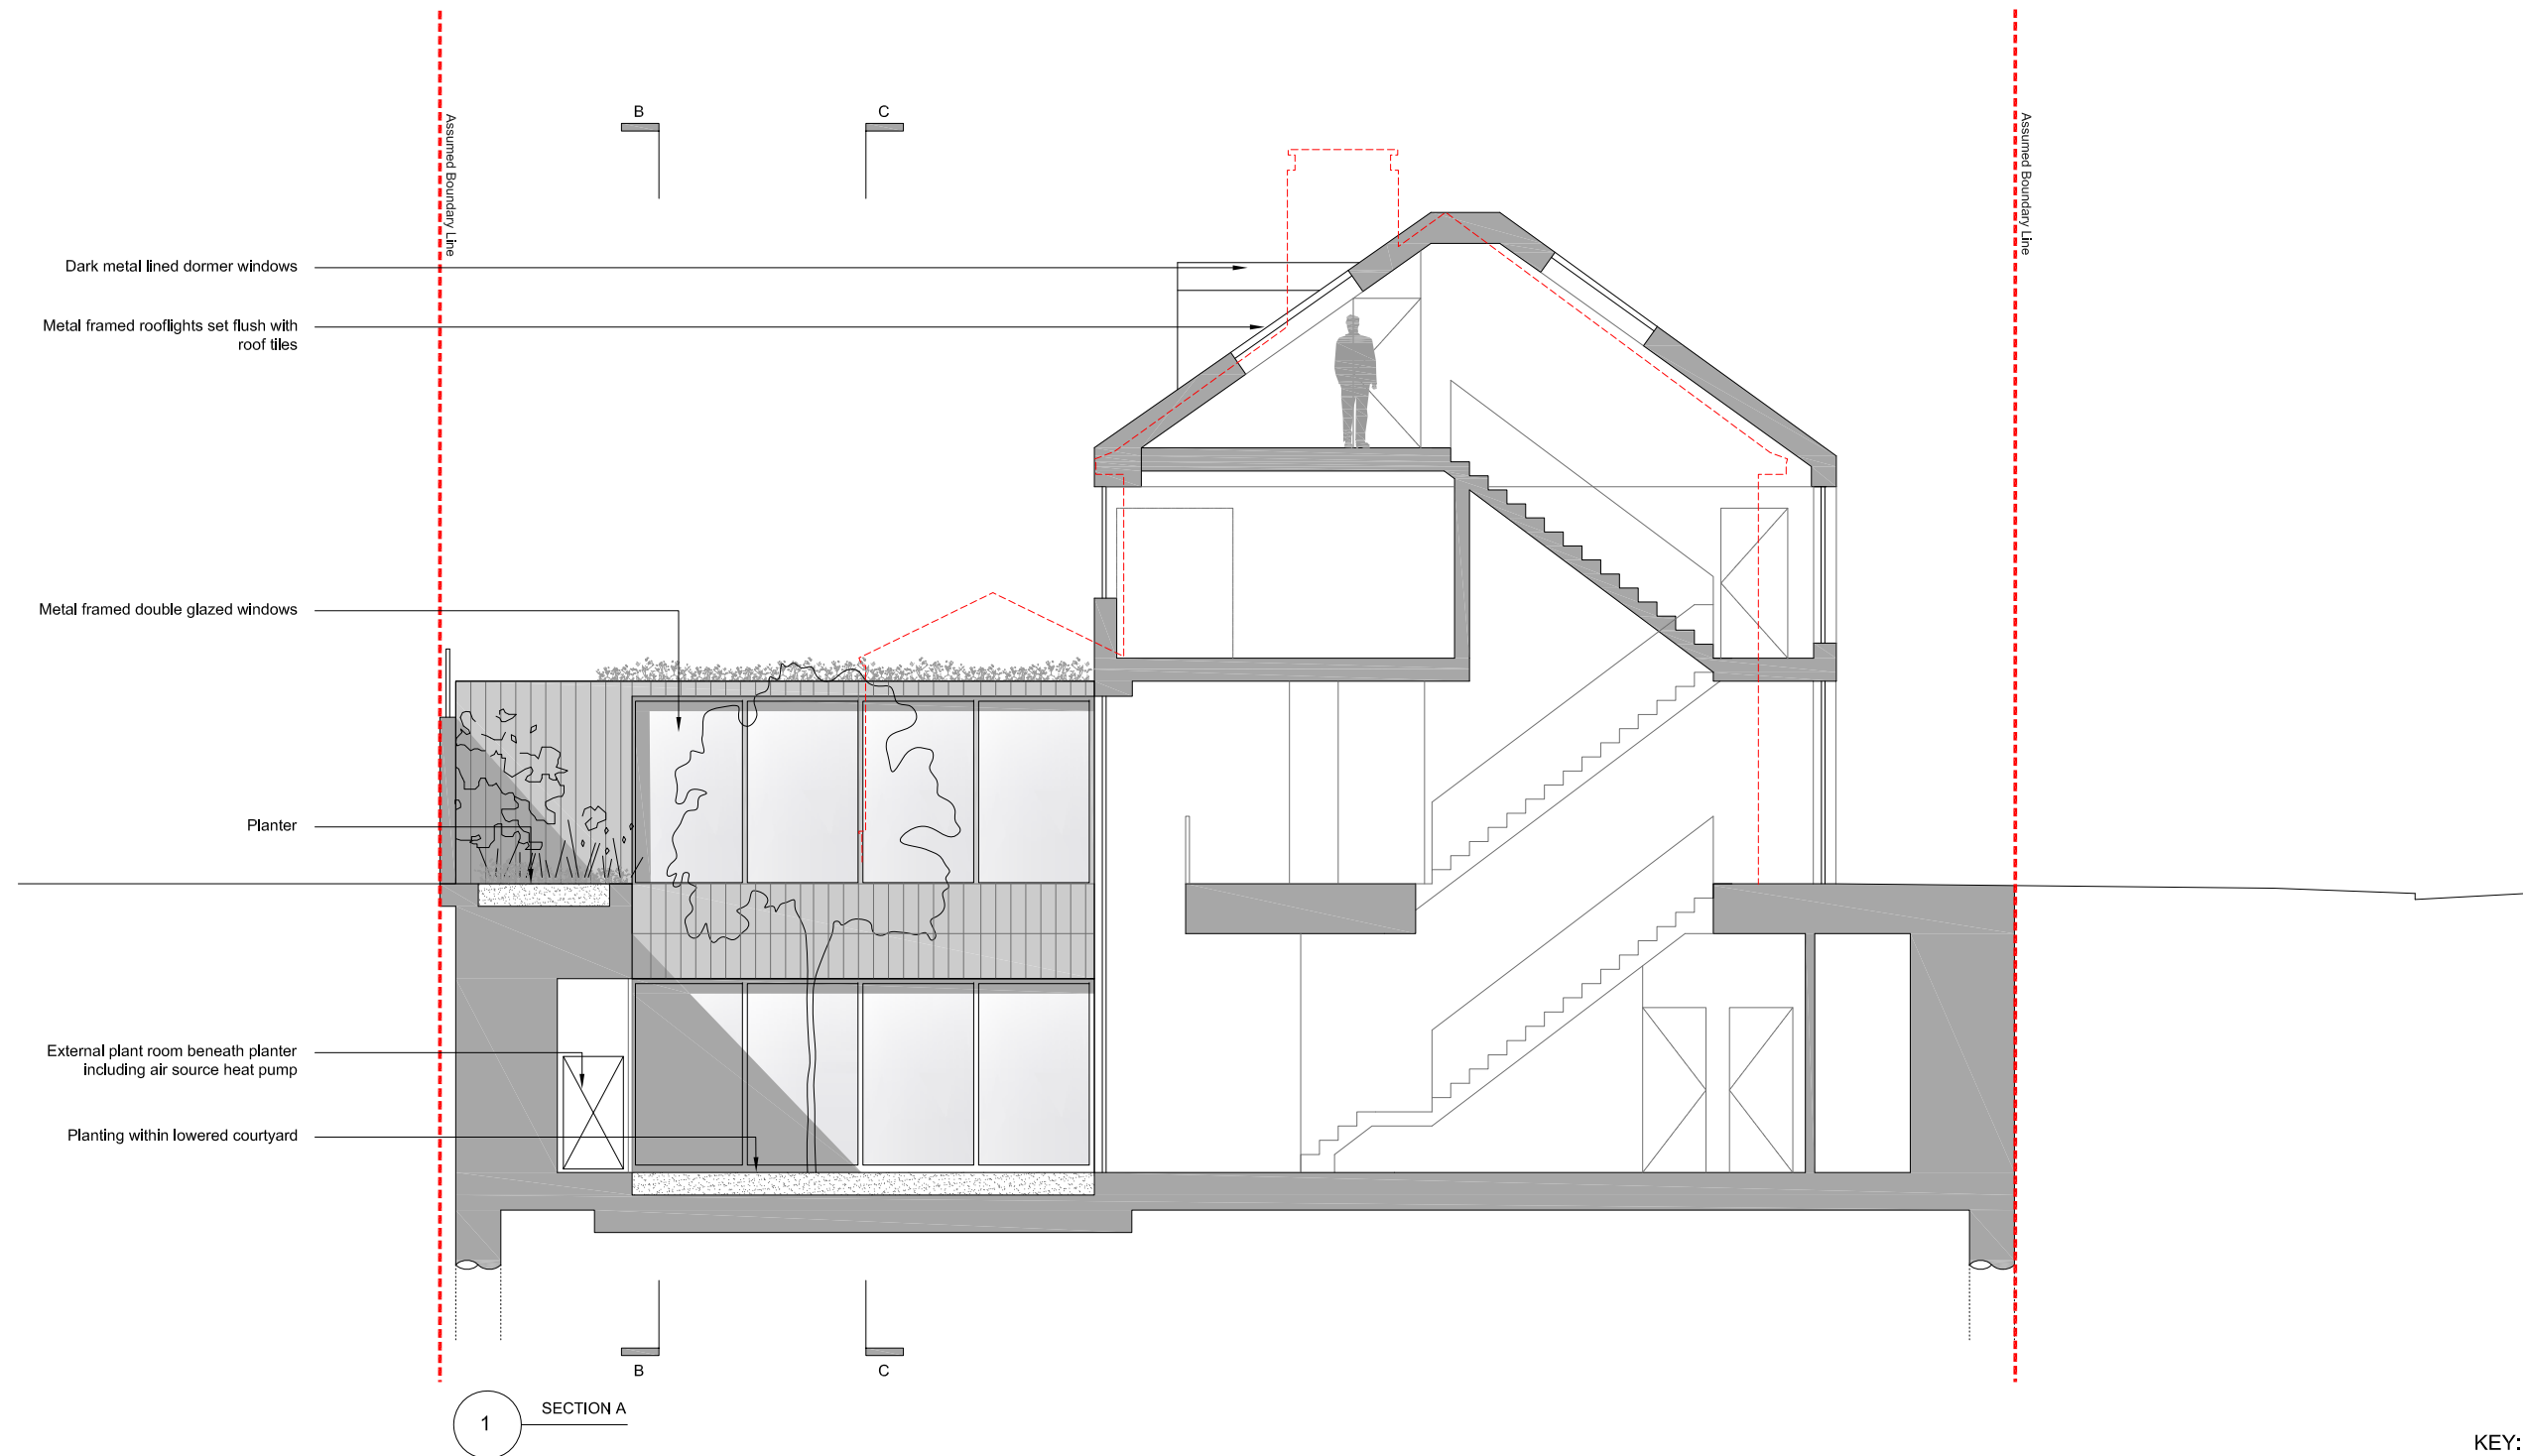 B
C
Assumed Boundary Line
Assumed Boundary Line
Dark metal lined dormer windows
Metal framed rooflights set flush with
roof tiles
Metal framed double glazed windows
Planter
External plant room beneath planter
including air source heat pump
Planting within lowered courtyard
B
C
1
SECTION A
KEY: